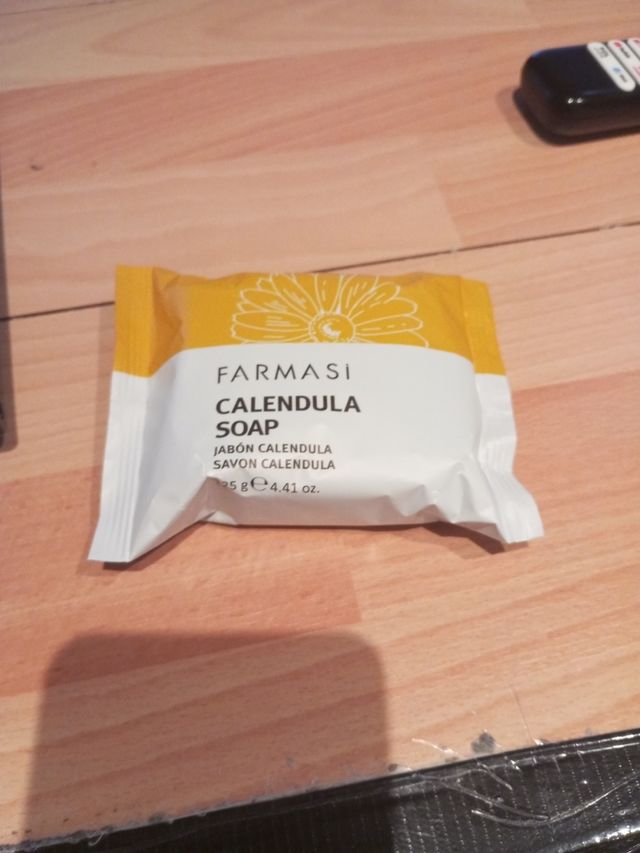 FARMASi
CALENDULA
SOAP
JABÓN CALENDULA
SAVON CALENDULA
g℮4.41 oz.